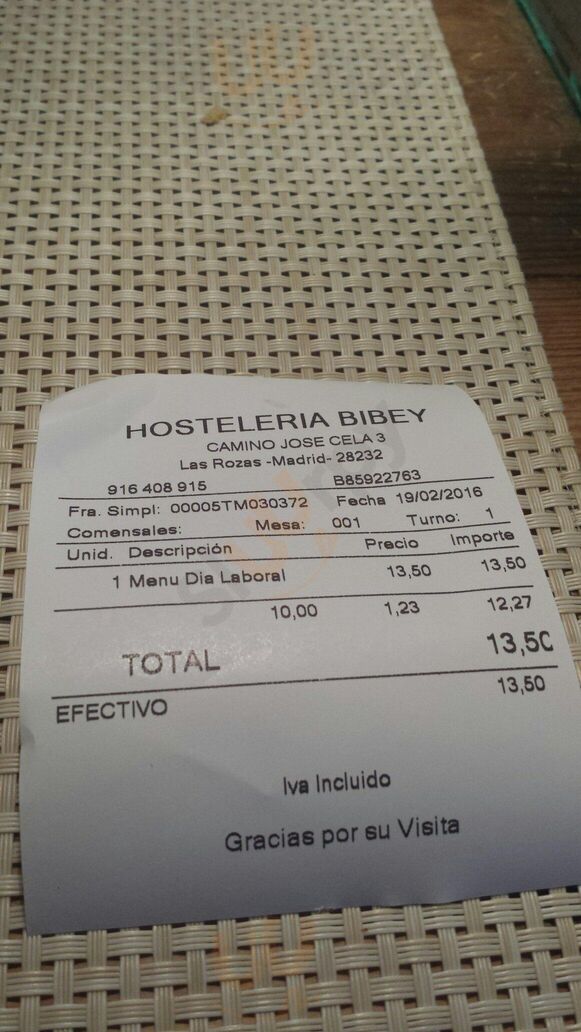 HOSTELERIA BIBEY
CAMINO JOSE CELA 3
Las Rozas -Madrid- 28232
916 408 915 B85922763
Fra. Simpl: 00005TM030372 Fecha 19/02/2016
Comensales: Mesa: 001 Turno: 1
Unid. Descripción Precio Importe
1 Menu Dia Laboral 13,50 13,50
10,00 1,23 12,27
TOTAL 13,50
EFECTIVO 13,50
Iva Incluido
Gracias por su Visita